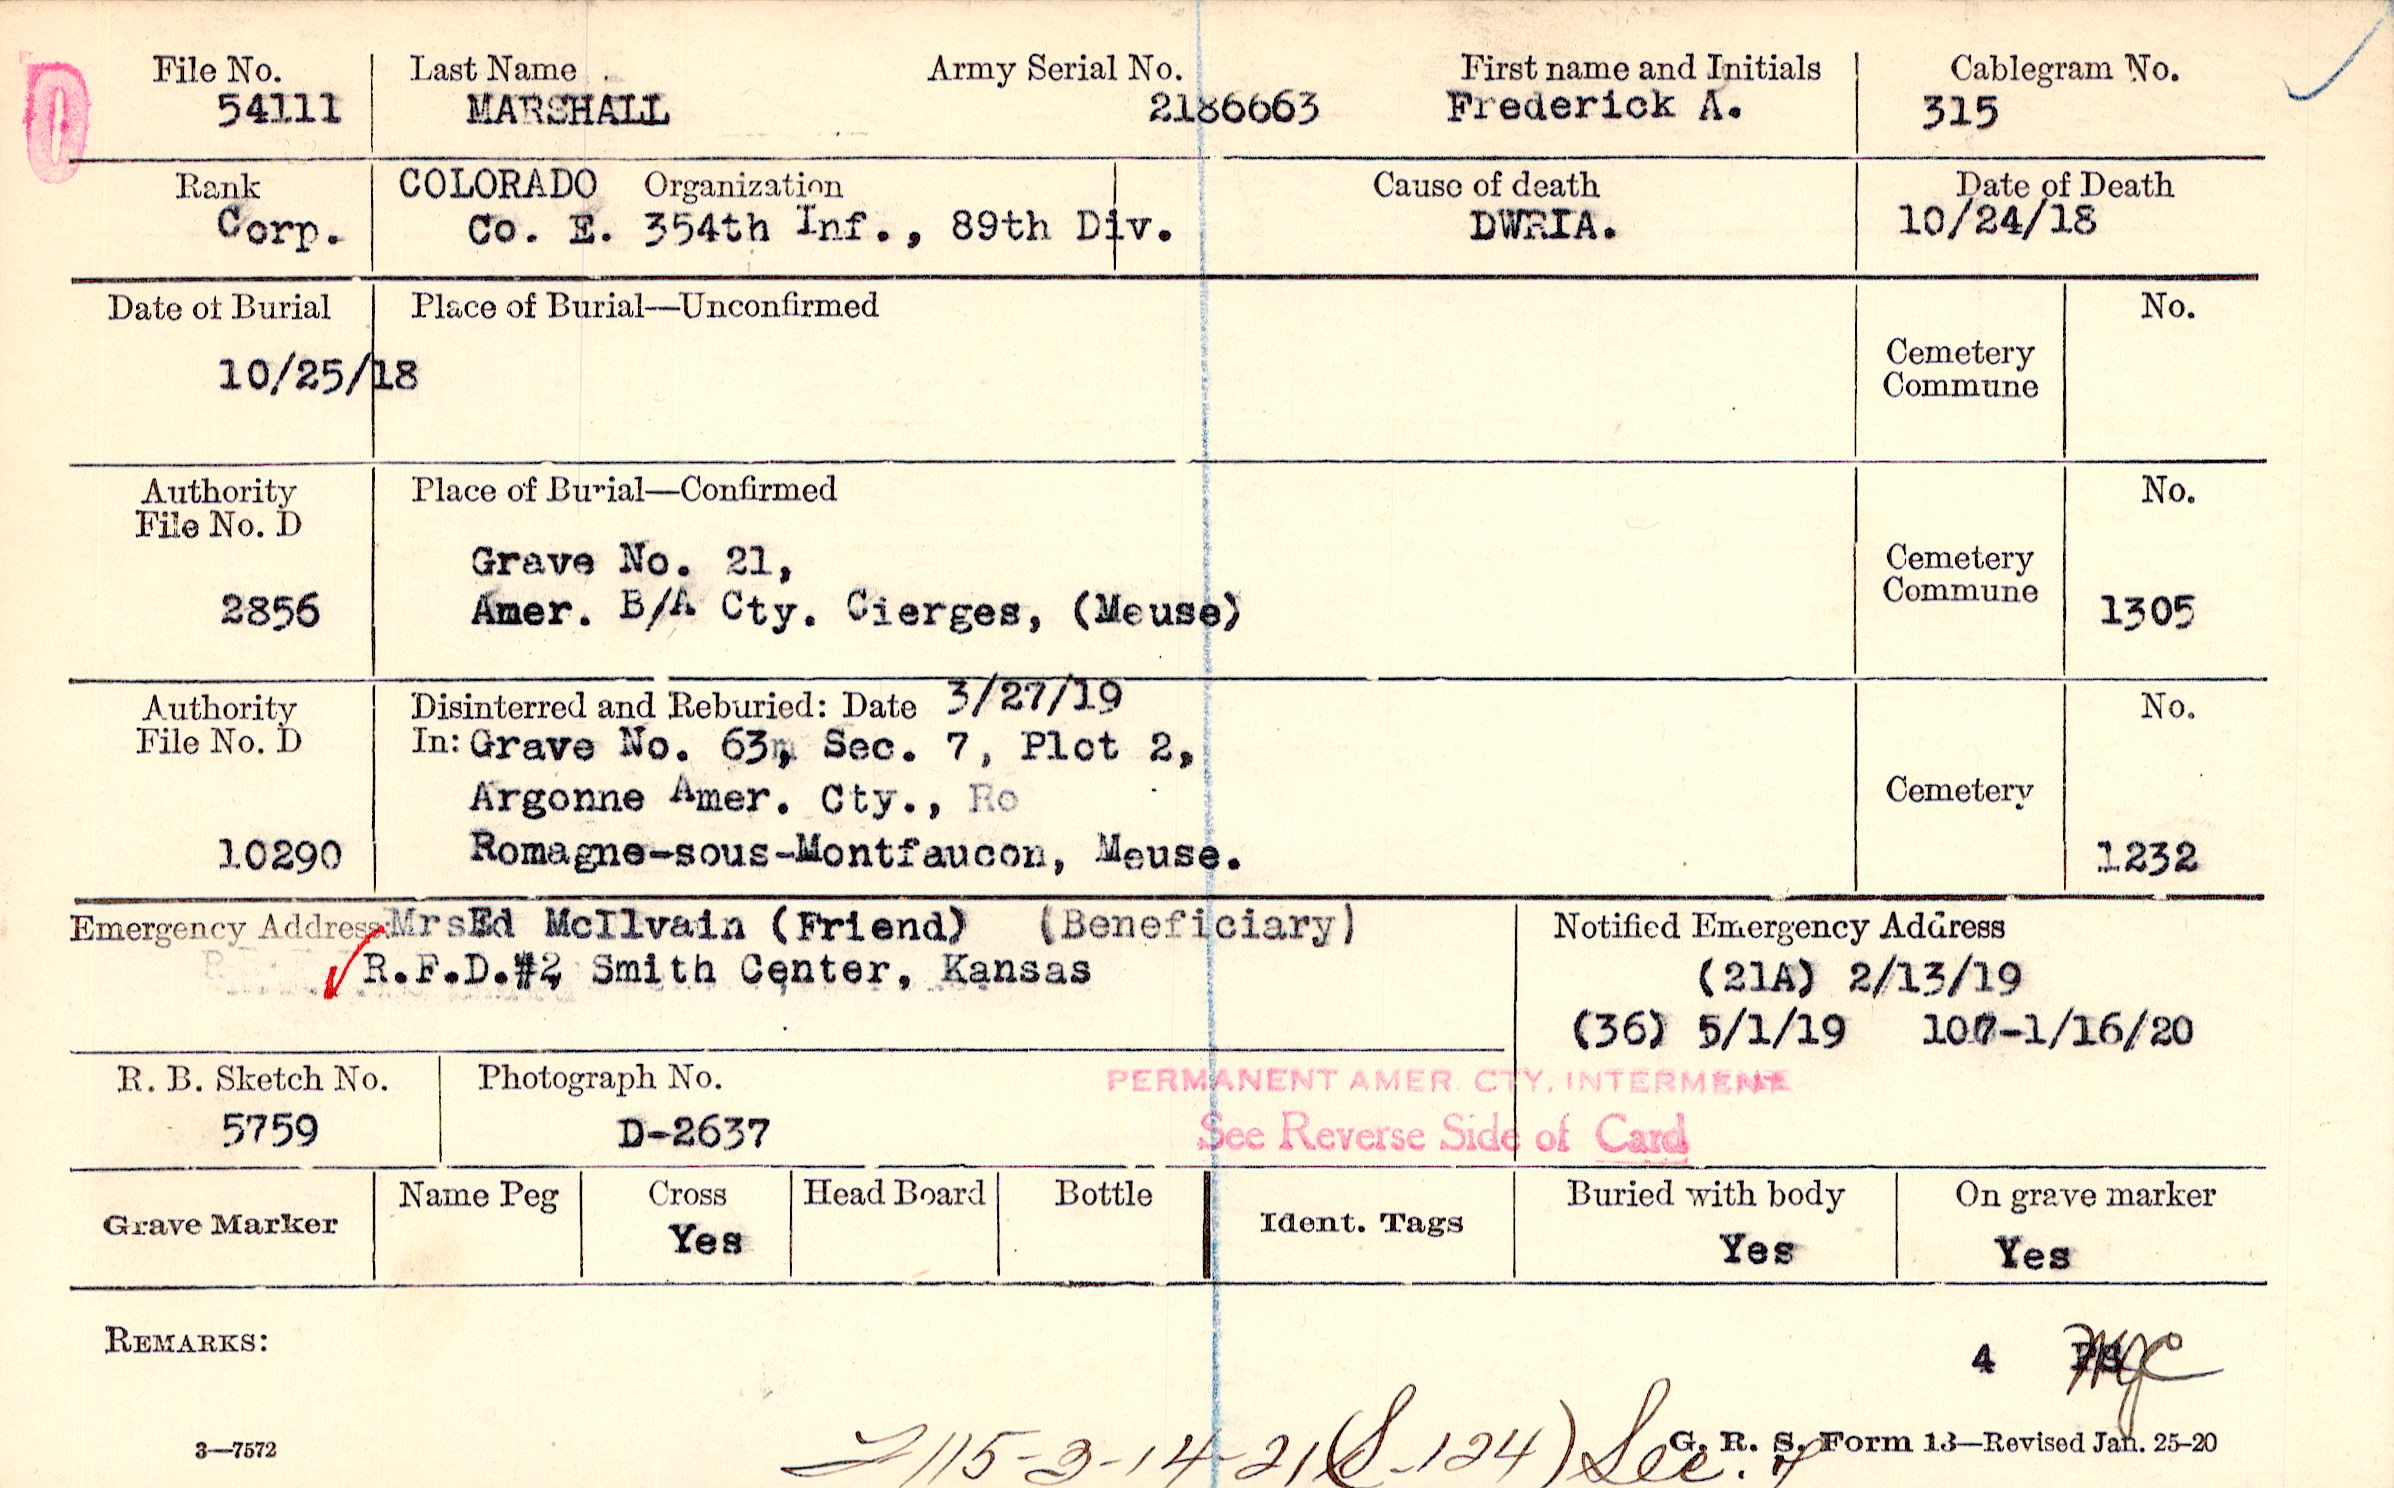 File No. Last Name Army Serial No. First name and Initials Cablegram No.
54111 MARSHALL 2186663 Frederick A. 315
Rank COLORADO Organization Cause of death Date of Death
Corp. Co. E. 354th Inf., 89th Div. DWRIA. 10/24/18
Date of Burial Place of Burial—Unconfirmed No.
10/25/18
Cemetery
Commune
Authority Place of Burial—Confirmed No.
File No. D
Grave No. 21,
Cemetery
Commune
2856 Amer. B/A Cty. Cierges, (Meuse) 1305
Authority Disinterred and Reburied: Date 3/27/19 No.
File No. D In: Grave No. 63, Sec. 7, Plot 2,
Argonne Amer. Cty., Ro Cemetery
10290 Romagne-sous-Montfaucon, Meuse. 1232
Emergency Address: MrsEd McIlvain (Friend) (Beneficiary) Notified Emergency Address
R.F.D.#2, Smith Center, Kansas (21A) 2/13/19
(36) 5/1/19 107-1/16/20
R. B. Sketch No. Photograph No. PERMANENT AMER. CTY. INTERMENT
5759 D-2637 See Reverse Side of Card
Grave Marker Name Peg Cross Head Board Bottle Ident. Tags Buried with body On grave marker
Yes Yes Yes
REMARKS:
4
115-3-14-21 (S-124) Sec.
3—7572 G. R. S. Form 13—Revised Jan. 25-20